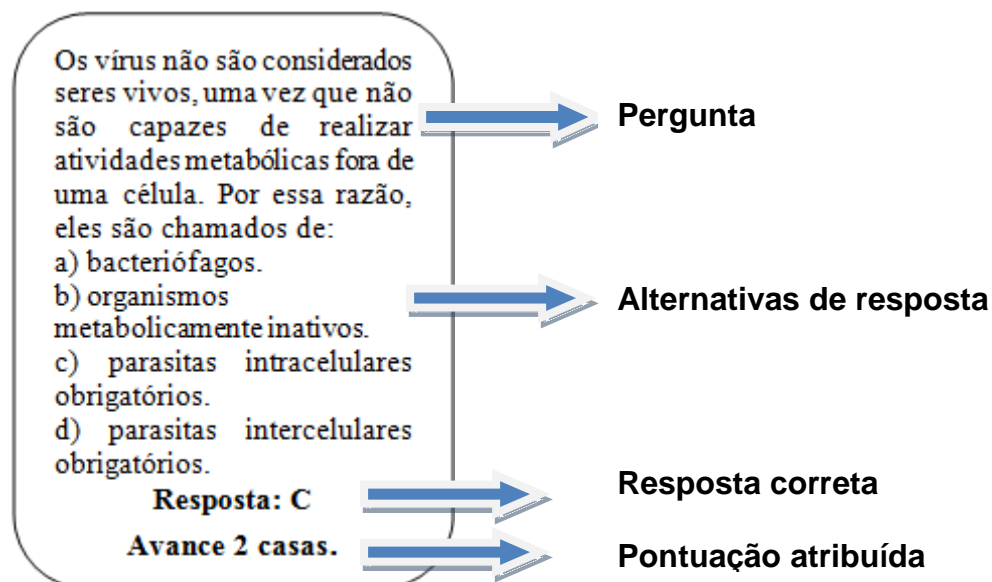 Os vírus não são considerados
seres vivos, uma vez que não
são capazes de realizar
atividades metabólicas fora de
uma célula. Por essa razão,
eles são chamados de:
a) bacteriófagos.
b) organismos
metabolicamente inativos.
c) parasitas intracelulares
obrigatórios.
d) parasitas intercelulares
obrigatórios.
Resposta: C
Avance 2 casas.
Pergunta
Alternativas de resposta
Resposta correta
Pontuação atribuída